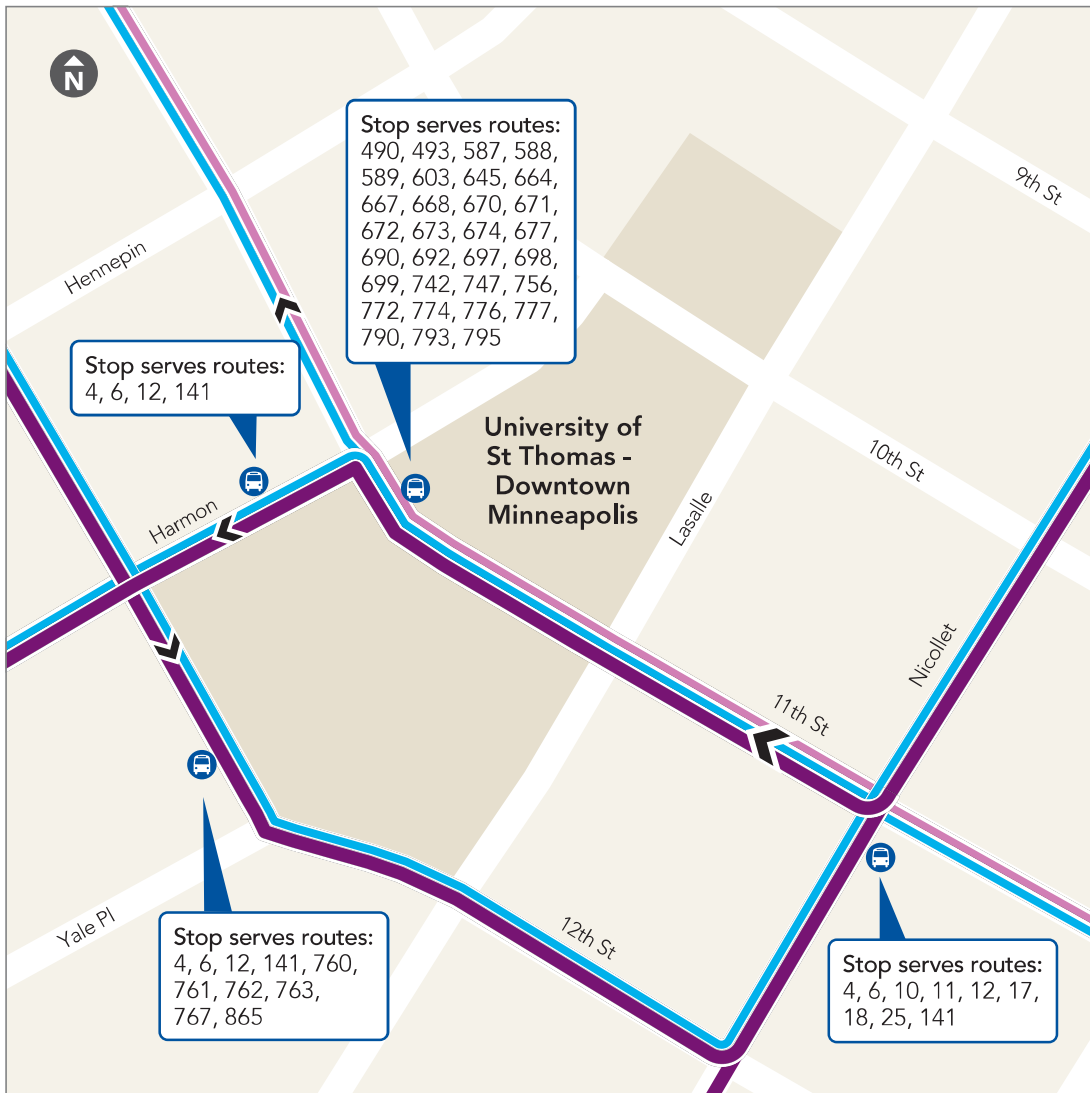 N
Stop serves routes:
490, 493, 587, 588,
589, 603, 645, 664,
667, 668, 670, 671,
672, 673, 674, 677,
690, 692, 697, 698,
699, 742, 747, 756,
772, 774, 776, 777,
790, 793, 795
9th St
Hennepin
Stop serves routes:
4, 6, 12, 141
University of
St Thomas -
Downtown
Minneapolis
10th St
Harmon
Lasalle
Nicollet
11th St
Yale Pl
Stop serves routes:
4, 6, 12, 141, 760,
761, 762, 763,
767, 865
12th St
Stop serves routes:
4, 6, 10, 11, 12, 17,
18, 25, 141